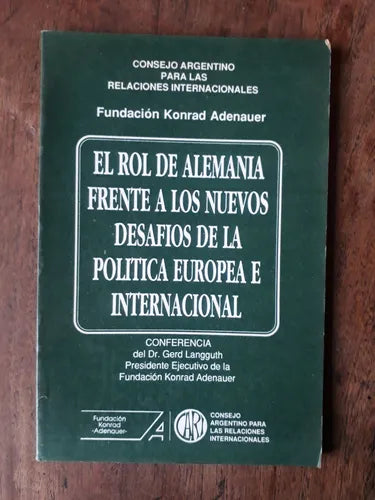 CONSEJO ARGENTINO
PARA LAS
RELACIONES INTERNACIONALES
Fundación Konrad Adenauer
EL ROL DE ALEMANIA
FRENTE A LOS NUEVOS
DESAFIOS DE LA
POLITICA EUROPEA E
INTERNACIONAL
CONFERENCIA
del Dr. Gerd Langguth
Presidente Ejecutivo de la
Fundación Konrad Adenauer
Fundación
Konrad
-Adenauer-
CARI
CONSEJO
ARGENTINO PARA
LAS RELACIONES
INTERNACIONALES